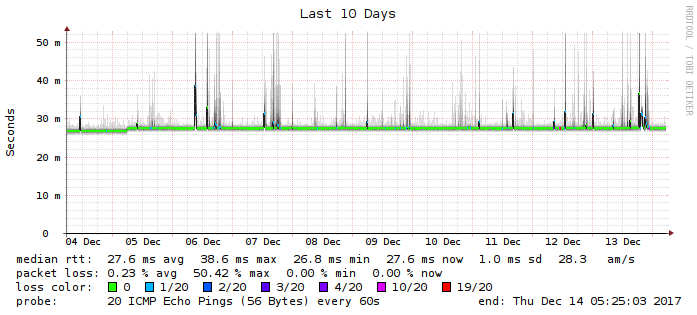 Last 10 Days
RRDTOOL / TOBI OETIKER
Seconds
50 m
40 m
30 m
20 m
10 m
0
04 Dec 05 Dec 06 Dec 07 Dec 08 Dec 09 Dec 10 Dec 11 Dec 12 Dec 13 Dec
median rtt: 27.6 ms avg 38.6 ms max 26.8 ms min 27.6 ms now 1.0 ms sd 28.3 am/s
packet loss: 0.23 % avg 50.42 % max 0.00 % min 0.00 % now
loss color: 0 1/20 2/20 3/20 4/20 10/20 19/20
probe: 20 ICMP Echo Pings (56 Bytes) every 60s end: Thu Dec 14 05:25:03 2017